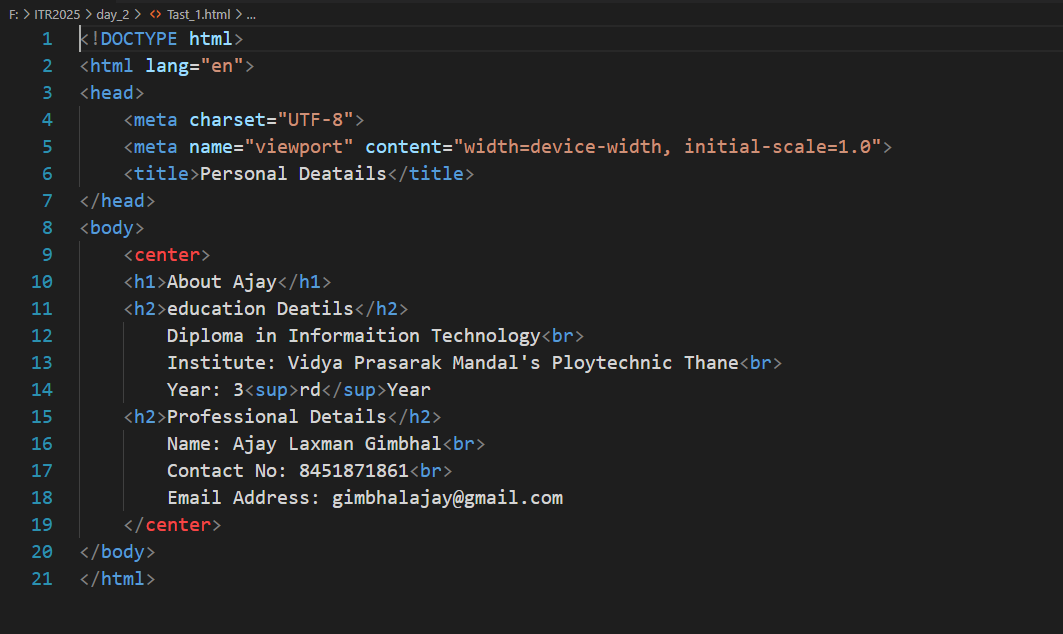 F: > ITR2025 > day_2 > <> Tast_1.html > ...
1 <!DOCTYPE html>
2 <html lang="en">
3 <head>
4     <meta charset="UTF-8">
5     <meta name="viewport" content="width=device-width, initial-scale=1.0">
6     <title>Personal Deatails</title>
7 </head>
8 <body>
9     <center>
10     <h1>About Ajay</h1>
11     <h2>education Deatils</h2>
12         Diploma in Informaition Technology<br>
13         Institute: Vidya Prasarak Mandal's Ploytechnic Thane<br>
14         Year: 3<sup>rd</sup>Year
15     <h2>Professional Details</h2>
16         Name: Ajay Laxman Gimbhal<br>
17         Contact No: 8451871861<br>
18         Email Address: gimbhalajay@gmail.com
19     </center>
20 </body>
21 </html>